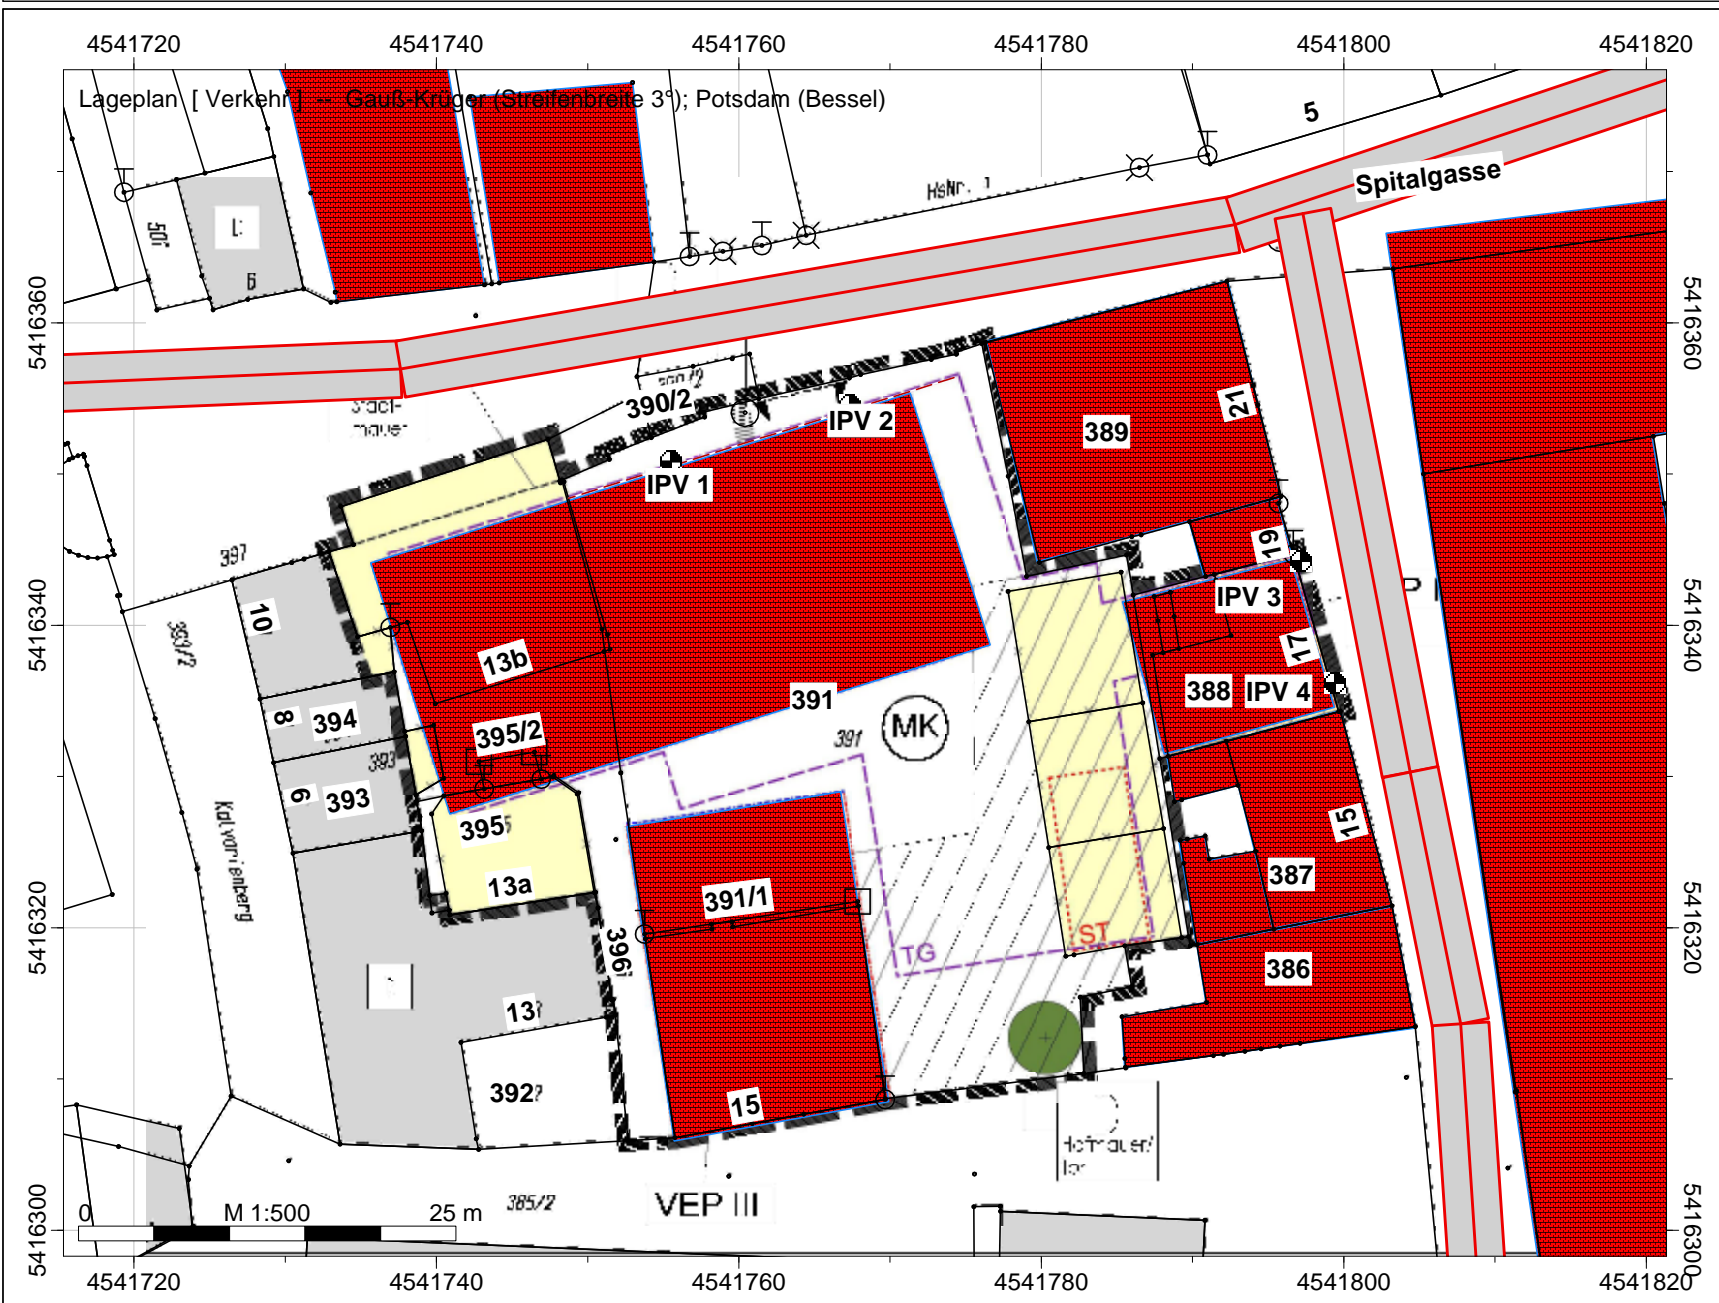 4541720 4541740 4541760 4541780 4541800 4541820
Lageplan [ Verkehr ] -- Gauß-Krüger (Streifenbreite 3°); Potsdam (Bessel)
5
HsNr. 1
Spitalgasse
5416360
5416360
390/2
21
IPV 2
389
IPV 1
397
19
IPV 3
10
5416340
5416340
393/2
13b
17
388
IPV 4
391
MK
8
394
395/2
391
393
6
393
395
15
Kalvarienberg
387
13a
391/1
5416320
5416320
396
TG
ST
386
13
392
15
Hofmauer/
VEP III
385/2
0 M 1:500 25 m
5416300
5416300
4541720 4541740 4541760 4541780 4541800 4541820